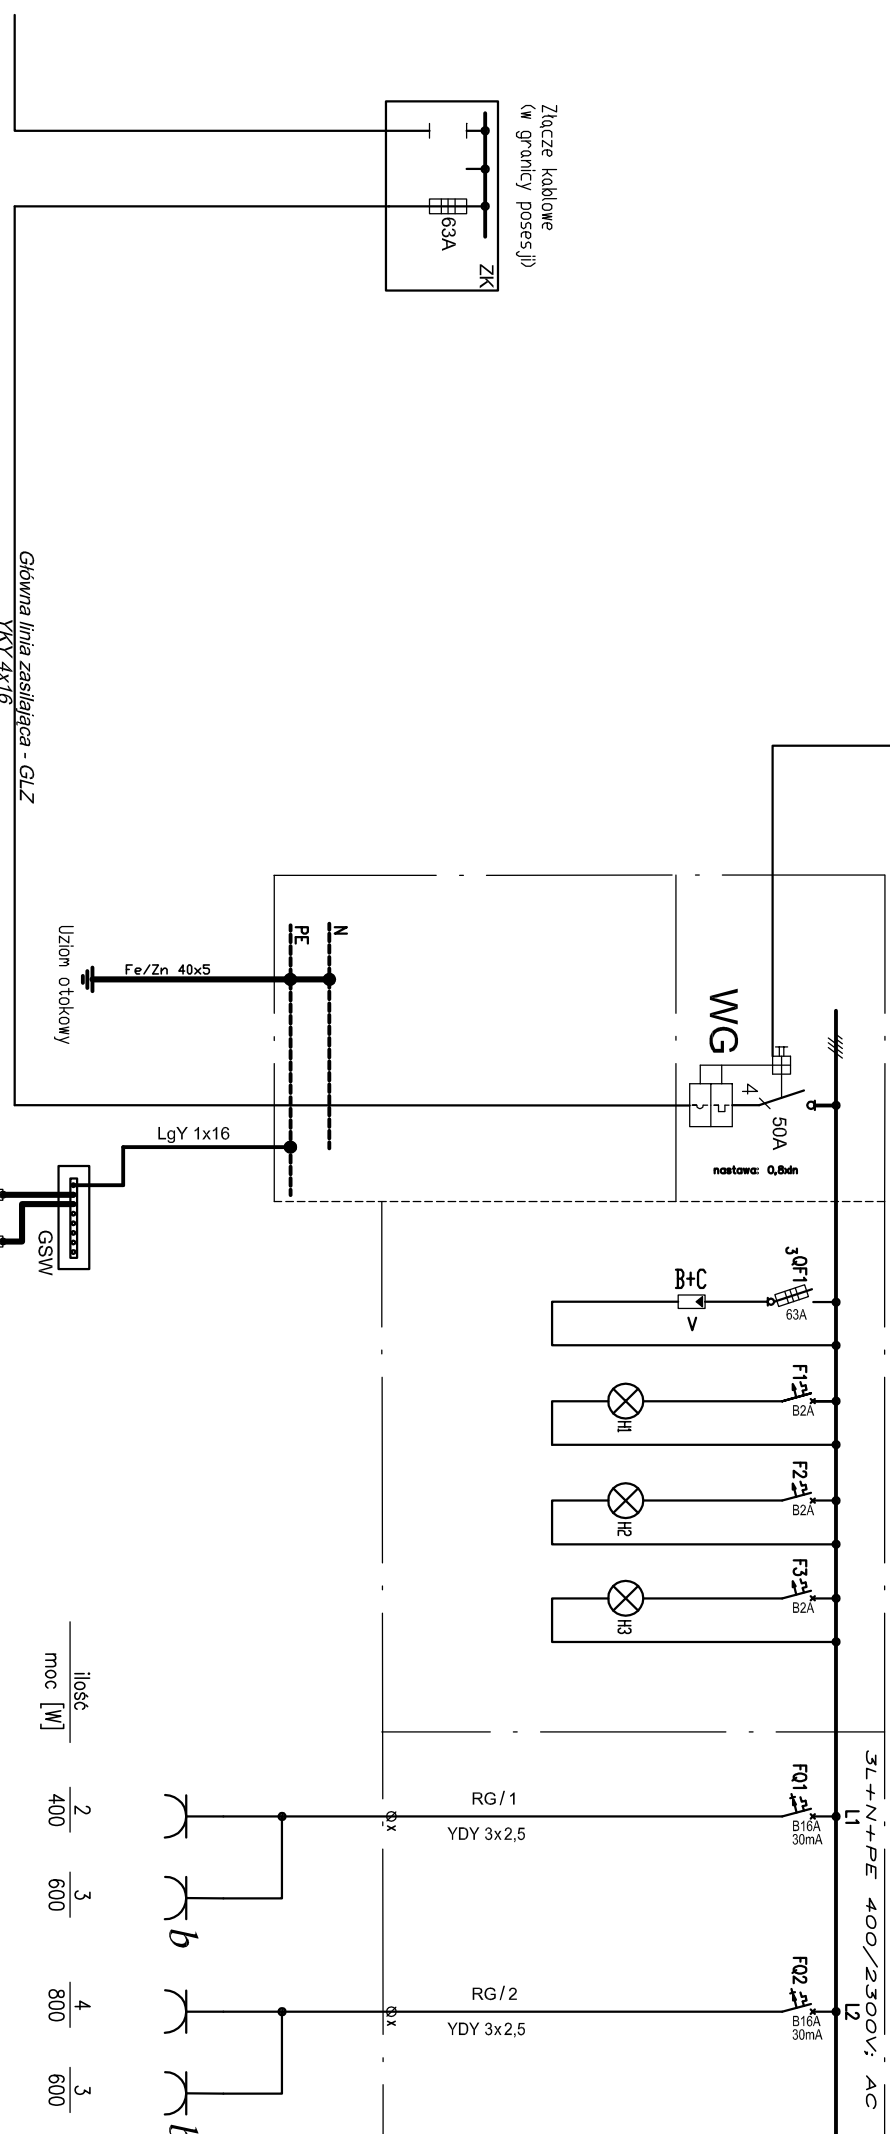 Złącze kablowe
(w granicy posesji)
63A
ZK
Główna linia zasilająca - GLZ
YKY 4x16
N
PE
Fe/Zn 40x5
Uziom otokowy
WG
4
50A
nastawa: 0,8xIn
LgY 1x16
GSW
3 QF1
63A
B+C
V
F1
B2A
H1
F2
B2A
H2
F3
B2A
H3
ilość
moc [W]
3L+N+PE 400/2300V; AC
FQ1
B16A
30mA
L1
RG/1
YDY 3x2,5
x
2
400
3
600
b
FQ2
B16A
30mA
L2
RG/2
YDY 3x2,5
x
4
800
3
600